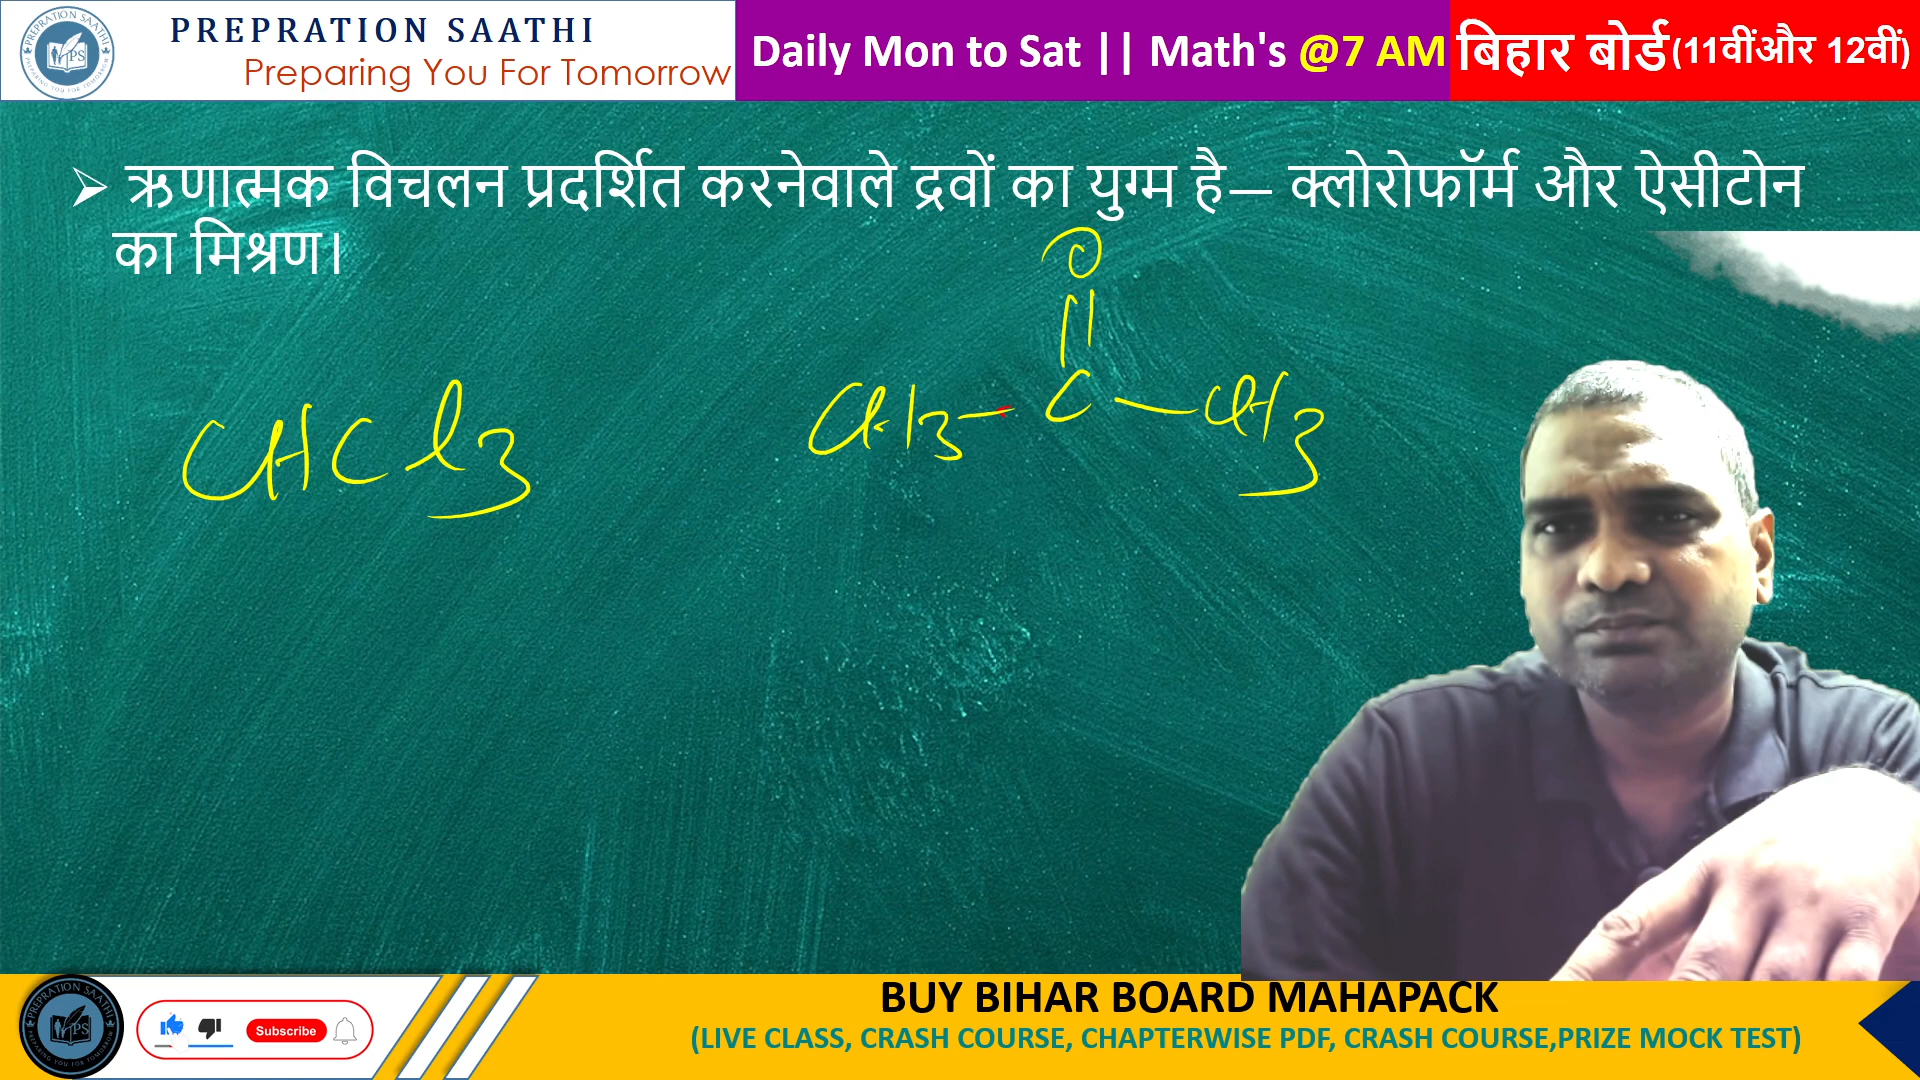 PREPRATION SAATHI
Preparing You For Tomorrow
Daily Mon to Sat || Math's @7 AM
बिहार बोर्ड(11वींऔर 12वीं)
➢ ऋणात्मक विचलन प्रदर्शित करनेवाले द्रवों का युग्म है— क्लोरोफॉर्म और ऐसीटोन
का मिश्रण।
O
||
CHCl3
CH3—C—CH3
Subscribe
BUY BIHAR BOARD MAHAPACK
(LIVE CLASS, CRASH COURSE, CHAPTERWISE PDF, CRASH COURSE,PRIZE MOCK TEST)